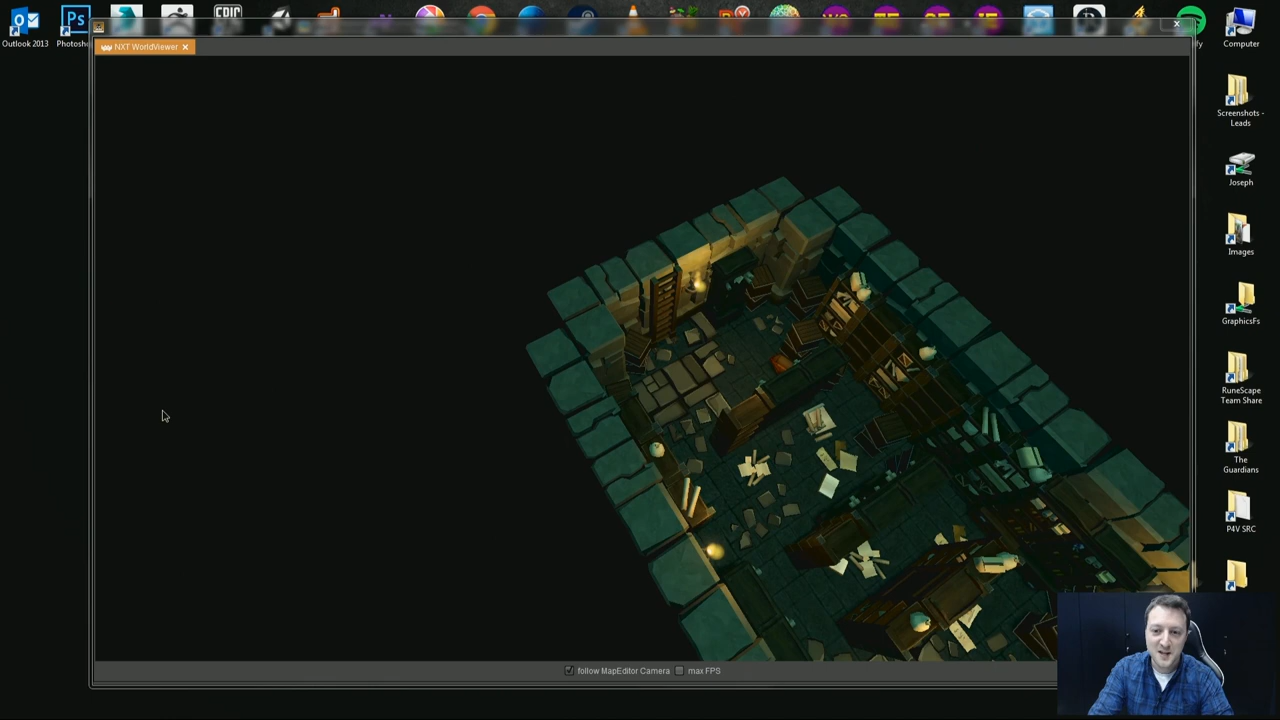 Outlook 2013
Photosh
EPIC
NXT WorldViewer
Computer
Screenshots -
Leads
Joseph
Images
GraphicsFs
RuneScape
Team Share
The
Guardians
P4V SRC
follow MapEditor Camera
max FPS